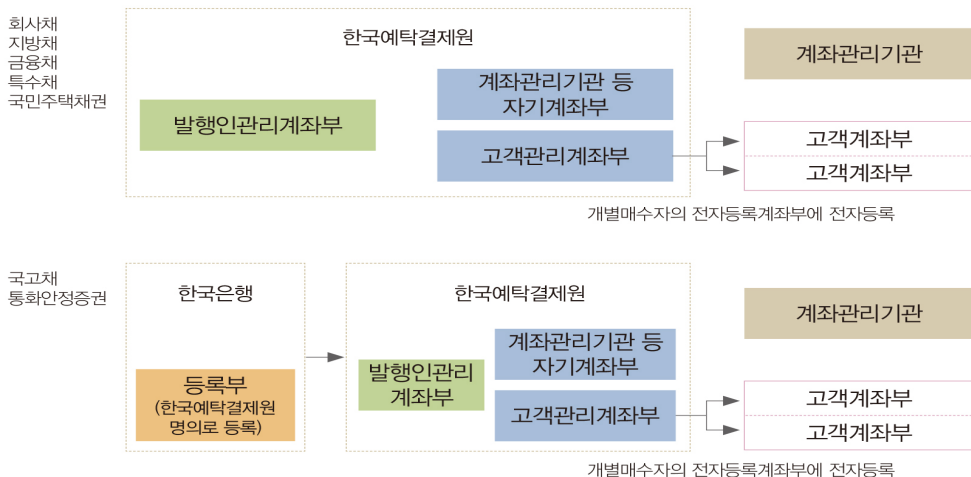 회사채
지방채
금융채
특수채
국민주택채권
한국예탁결제원
발행인관리계좌부
계좌관리기관 등
자기계좌부
고객관리계좌부
계좌관리기관
고객계좌부
고객계좌부
개별매수자의 전자등록계좌부에 전자등록
국고채
통화안정증권
한국은행
등록부
(한국예탁결제원
명의로 등록)
한국예탁결제원
발행인관리
계좌부
계좌관리기관 등
자기계좌부
고객관리계좌부
계좌관리기관
고객계좌부
고객계좌부
개별매수자의 전자등록계좌부에 전자등록